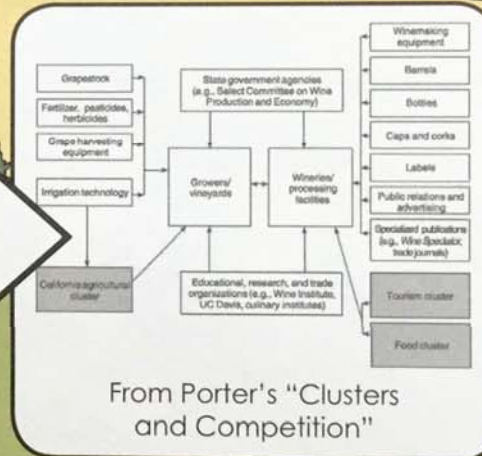 Grapestock
Fertilizer, pesticides,
herbicides
Grape harvesting
equipment
Irrigation technology
California agricultural
cluster
State government agencies
(e.g., Select Committee on Wine
Production and Economy)
Growers/
vineyards
Wineries/
processing
facilities
Educational, research, and trade
organizations (e.g., Wine Institute,
UC Davis, culinary institutes)
Winemaking
equipment
Barrels
Bottles
Caps and corks
Labels
Public relations and
advertising
Specialized publications
(e.g., Wine Spectator,
trade journals)
Tourism cluster
Food cluster
From Porter's "Clusters
and Competition"